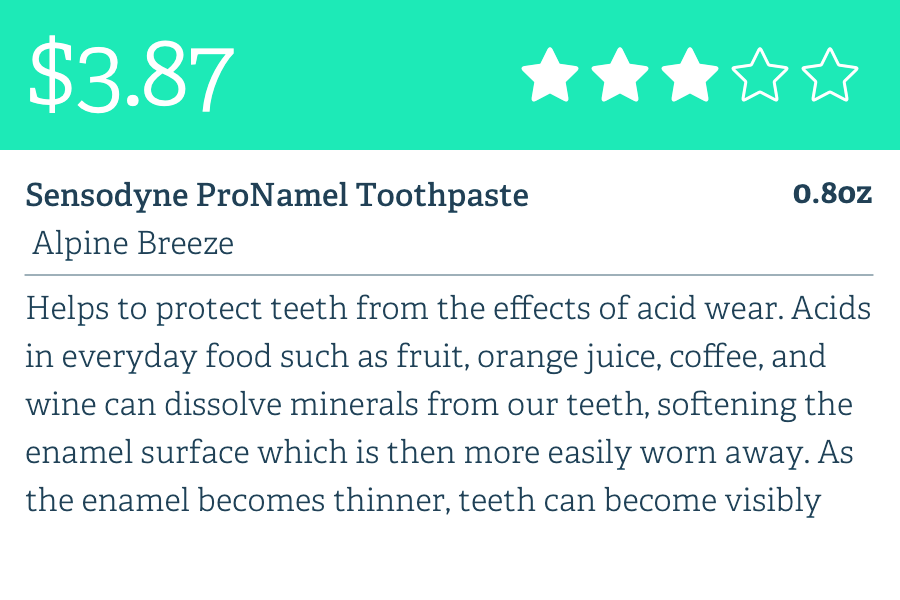 $3.87
Sensodyne ProNamel Toothpaste 0.8oz
Alpine Breeze
Helps to protect teeth from the effects of acid wear. Acids
in everyday food such as fruit, orange juice, coffee, and
wine can dissolve minerals from our teeth, softening the
enamel surface which is then more easily worn away. As
the enamel becomes thinner, teeth can become visibly